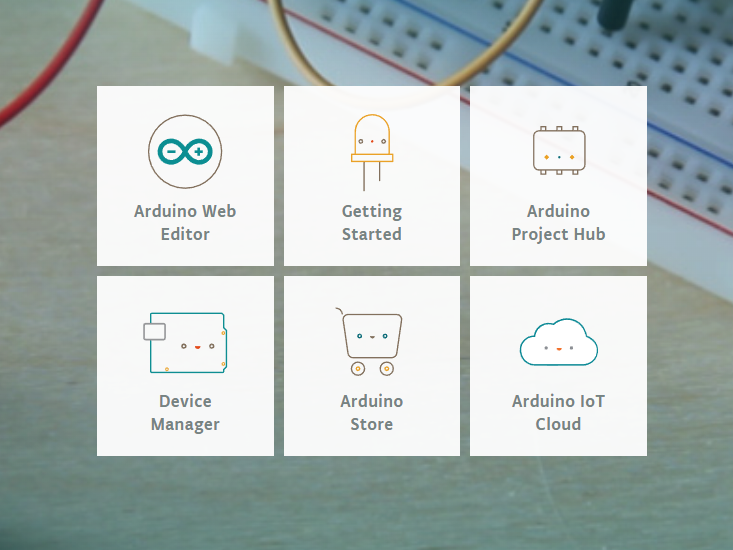 Arduino Web
Editor
Getting
Started
Arduino
Project Hub
Device
Manager
Arduino
Store
Arduino IoT
Cloud